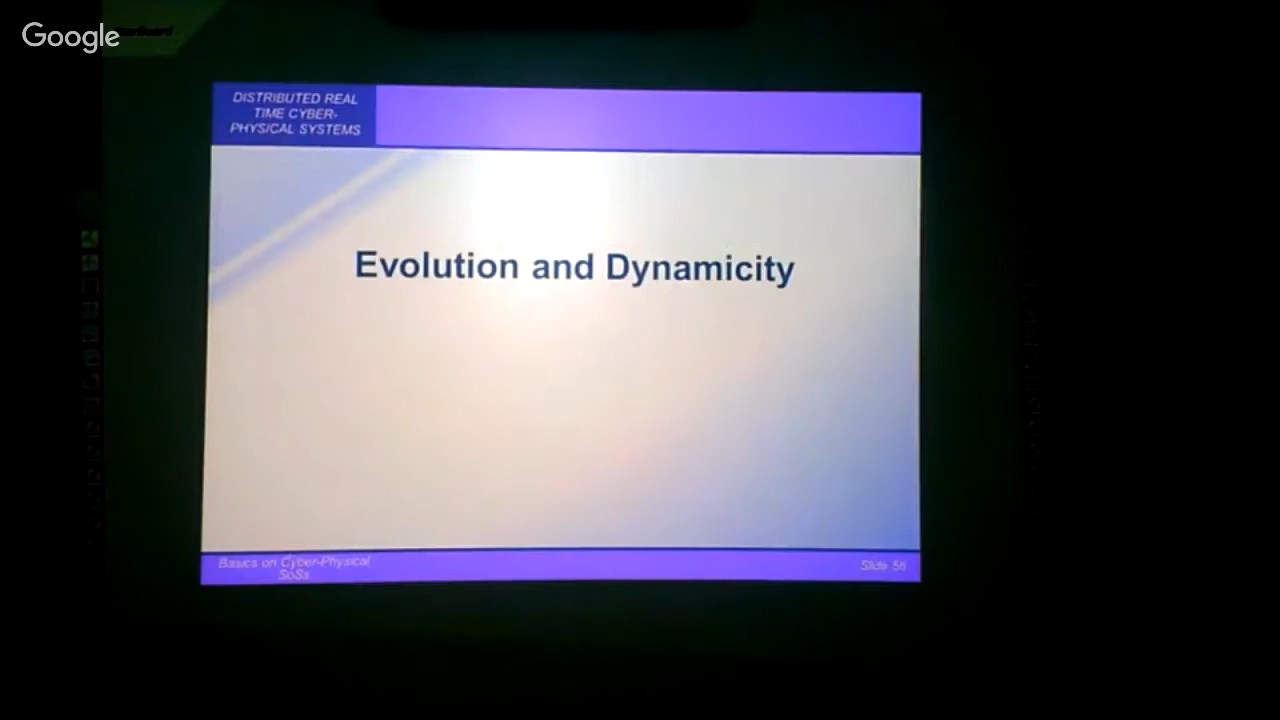 Google
DISTRIBUTED REAL
TIME CYBER-
PHYSICAL SYSTEMS
Evolution and Dynamicity
Basics on Cyber-Physical
SoSs
Slide 56